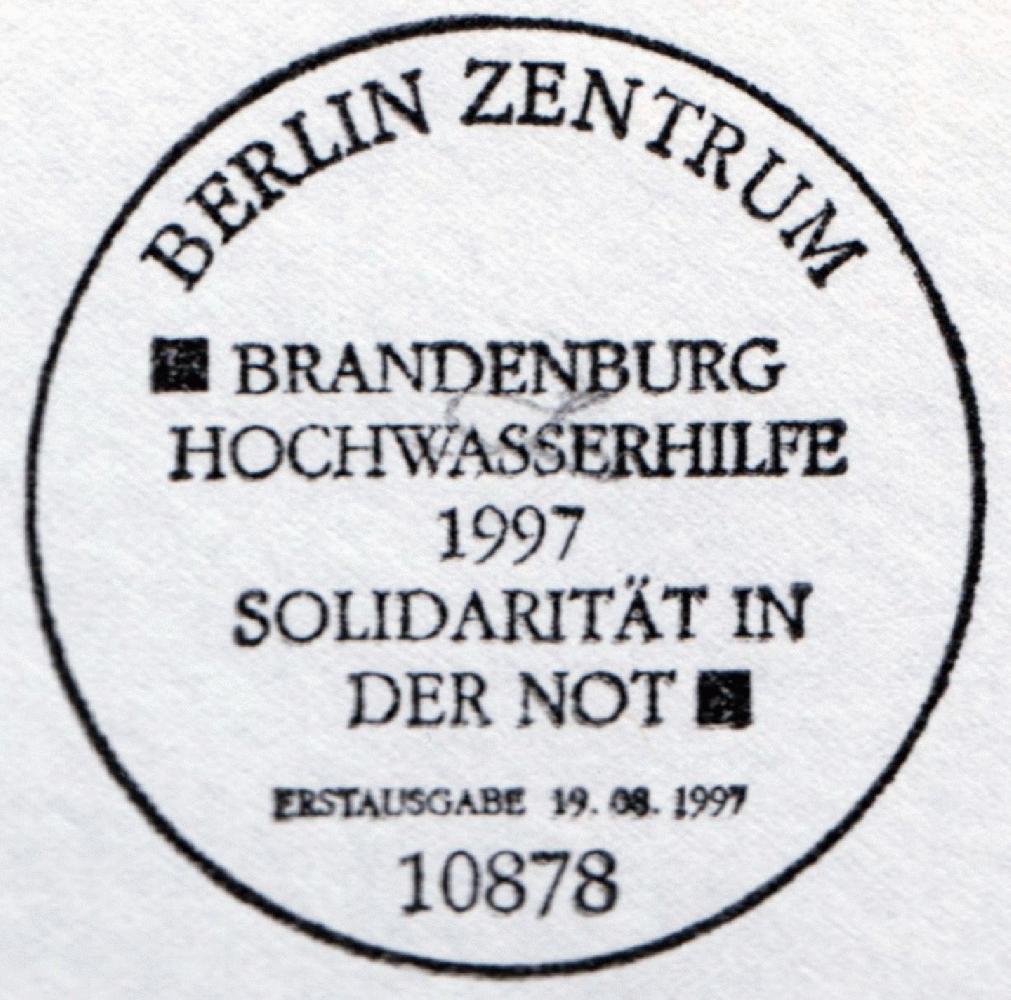 BERLIN ZENTRUM
BRANDENBURG
HOCHWASSERHILFE
1997
SOLIDARITÄT IN
DER NOT
ERSTAUSGABE 19. 08. 1997
10878